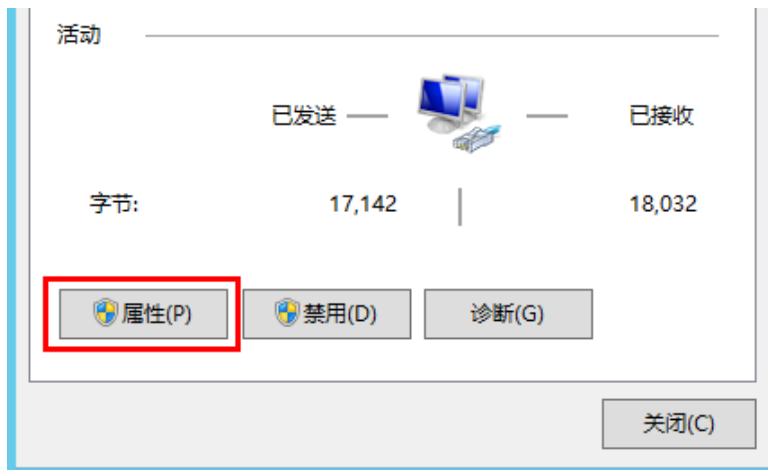 活动
已发送 已接收
字节: 17,142 18,032
属性(P) 禁用(D) 诊断(G)
关闭(C)